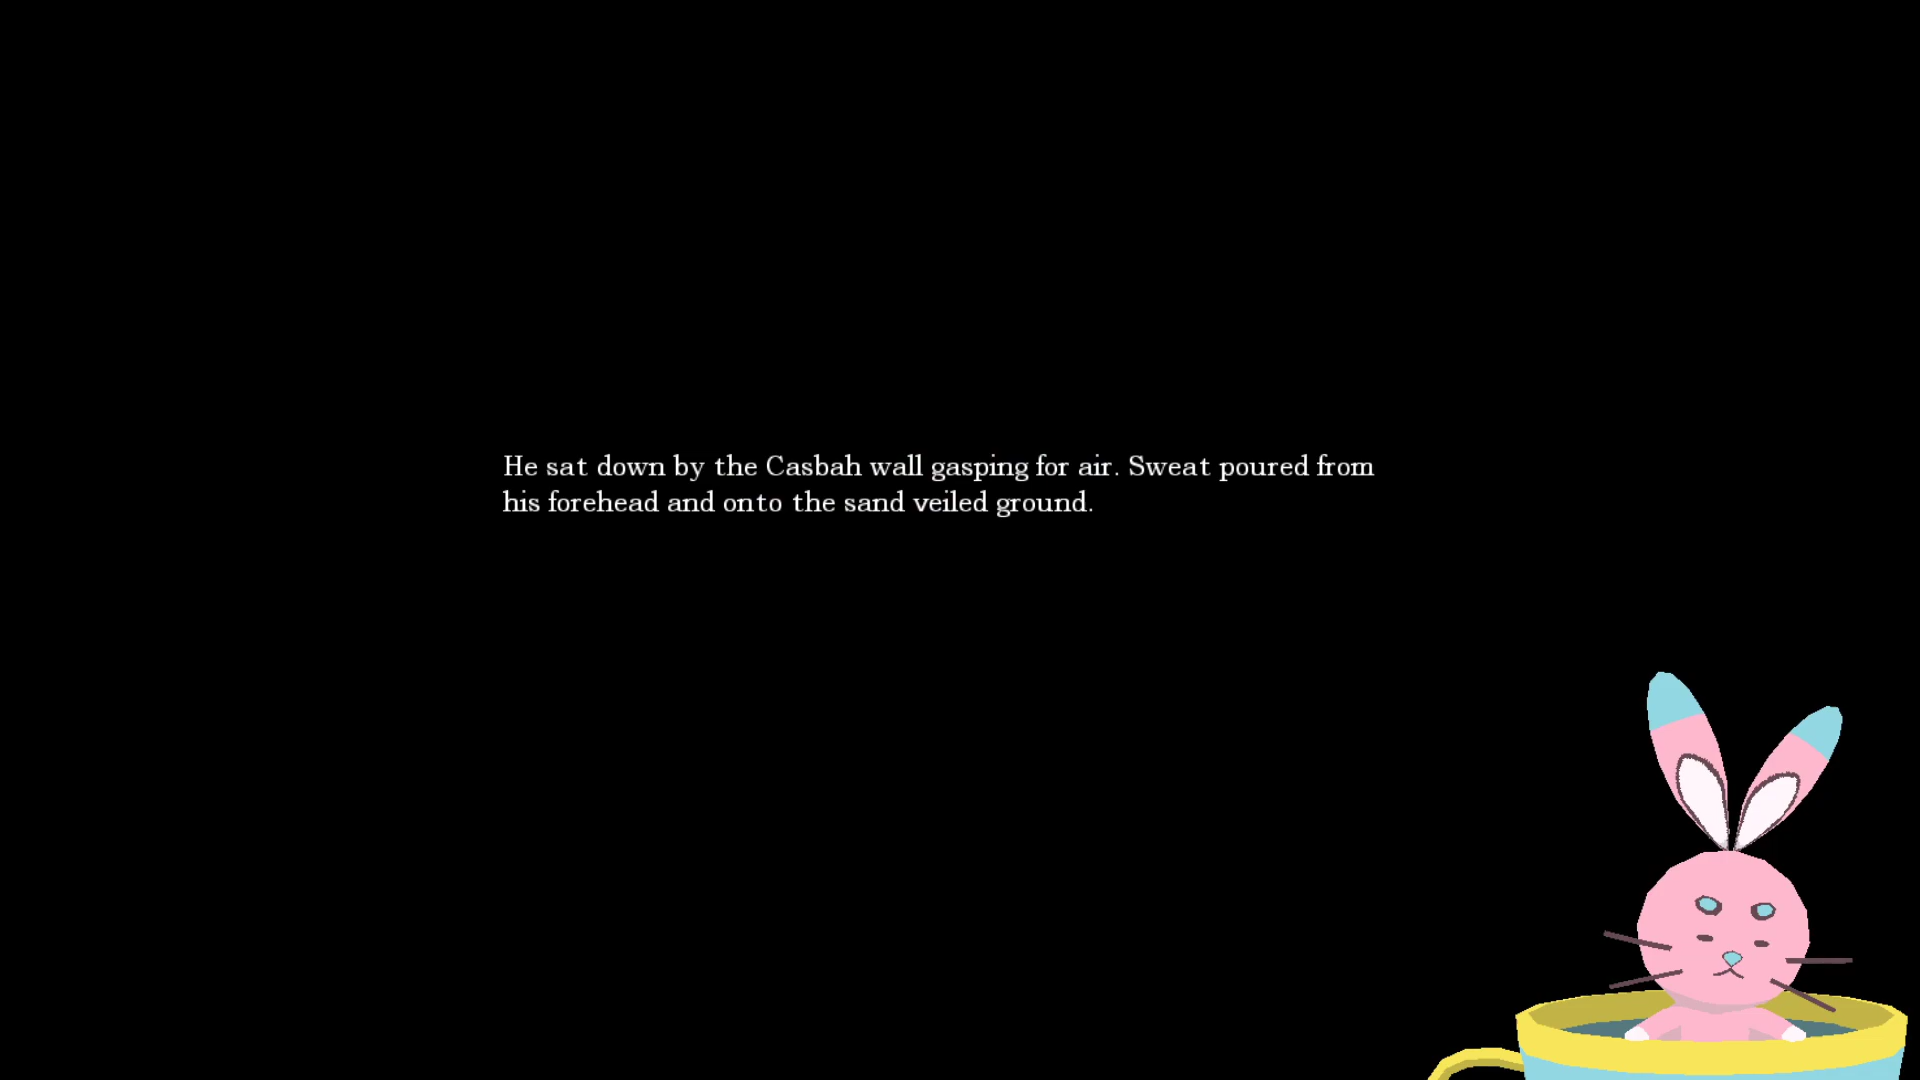 He sat down by the Casbah wall gasping for air. Sweat poured from
his forehead and onto the sand veiled ground.